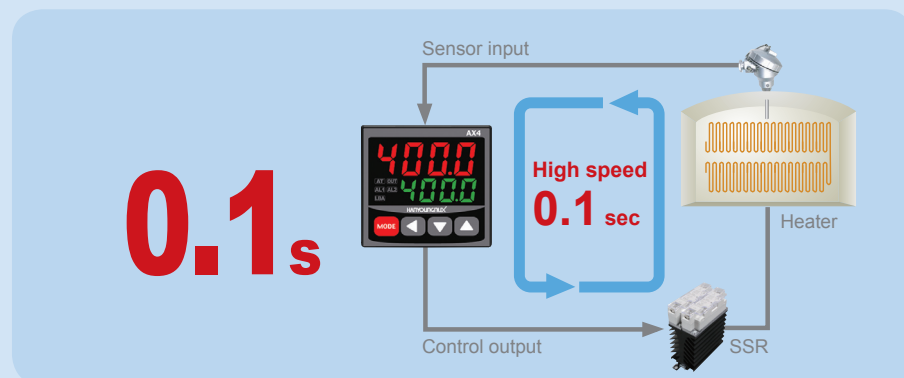 Sensor input
AX4
400.0
AT OUT
AL1 AL2
400.0
LBA
HANYOUNGNUX
MODE
0.1s
High speed
0.1 sec
Heater
Control output
SSR